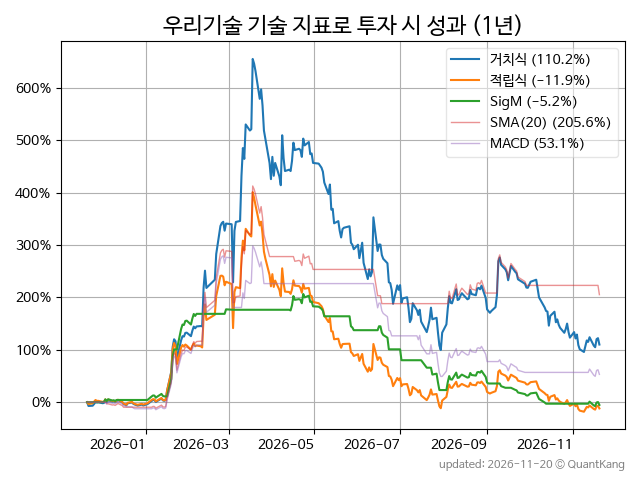 우리기술 기술 지표로 투자 시 성과 (1년)
거치식 (110.2%)
적립식 (−11.9%)
SigM (−5.2%)
SMA(20) (205.6%)
MACD (53.1%)
600%
500%
400%
300%
200%
100%
0%
2026−01 2026−03 2026−05 2026−07 2026−09 2026−11
updated: 2026−11−20 © QuantKang